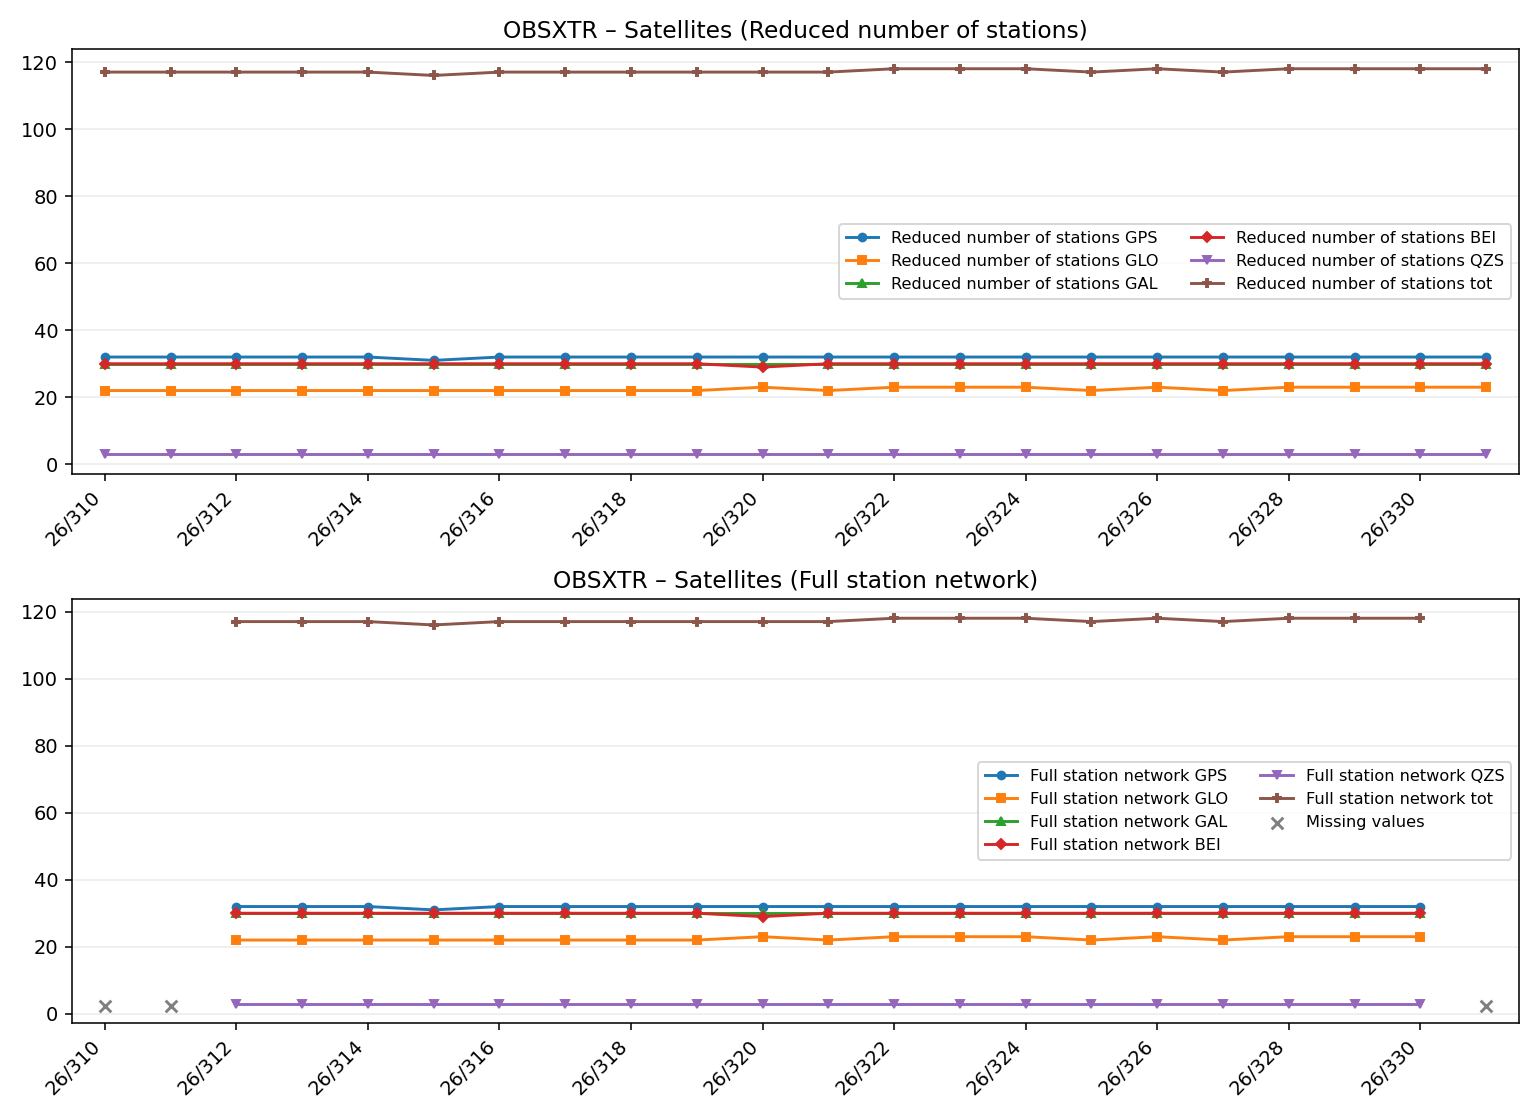 OBSXTR – Satellites (Reduced number of stations)
120
100
80
60
40
20
0
Reduced number of stations GPS
Reduced number of stations GLO
Reduced number of stations GAL
Reduced number of stations BEI
Reduced number of stations QZS
Reduced number of stations tot
26/310 26/312 26/314 26/316 26/318 26/320 26/322 26/324 26/326 26/328 26/330
OBSXTR – Satellites (Full station network)
120
100
80
60
40
20
0
Full station network GPS
Full station network GLO
Full station network GAL
Full station network BEI
Full station network QZS
Full station network tot
Missing values
26/310 26/312 26/314 26/316 26/318 26/320 26/322 26/324 26/326 26/328 26/330